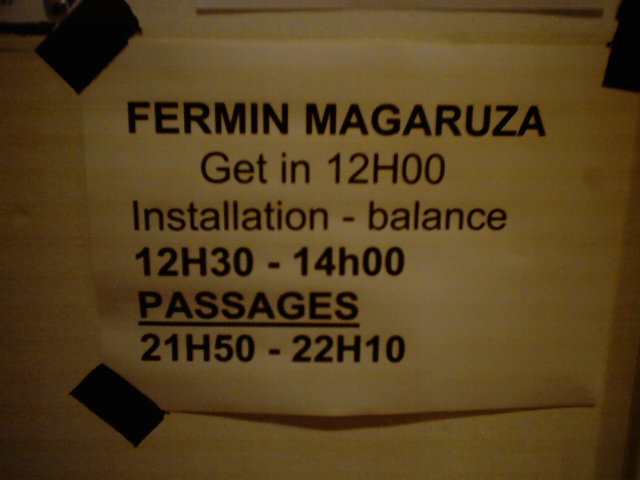 FERMIN MAGARUZA
Get in 12H00
Installation - balance
12H30 - 14h00
PASSAGES
21H50 - 22H10